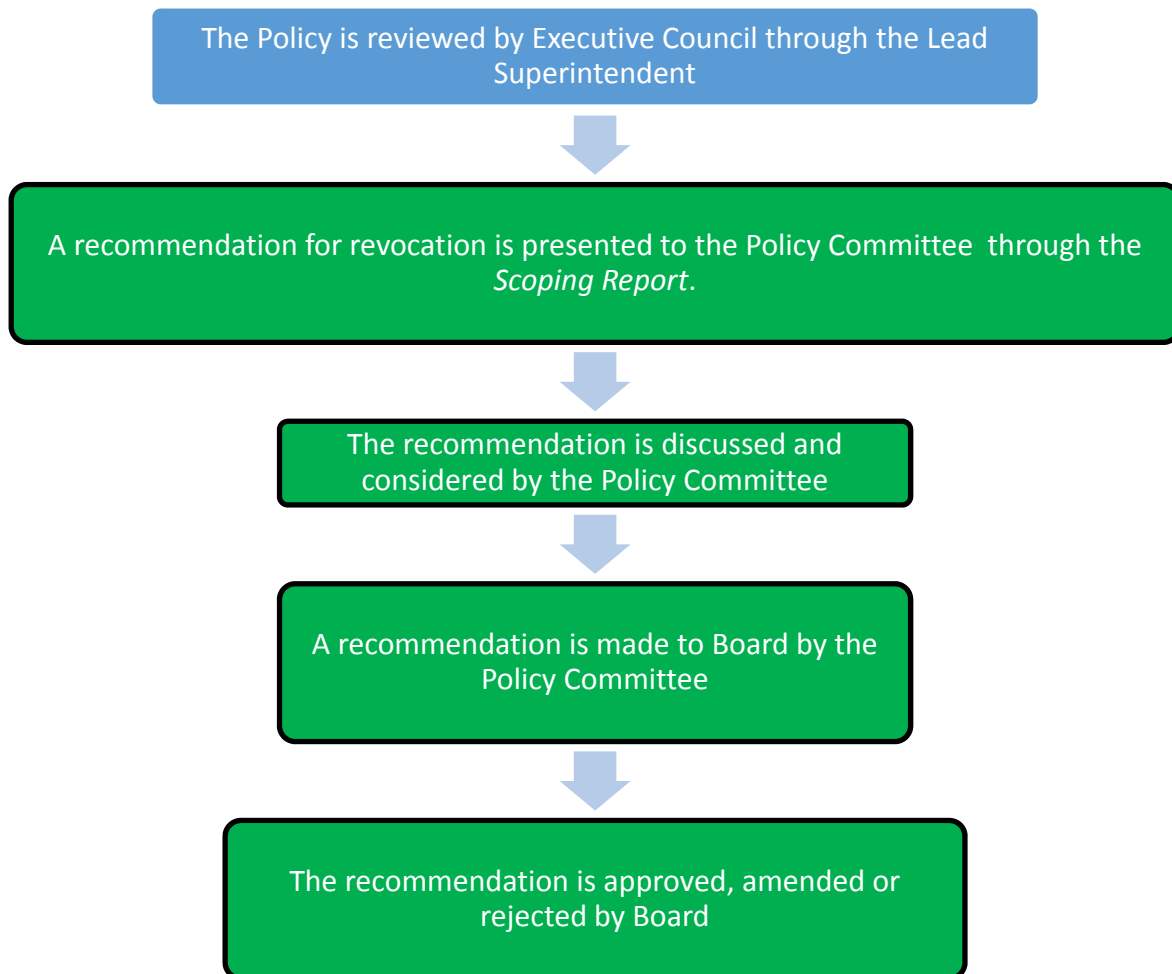 The Policy is reviewed by Executive Council through the Lead
Superintendent
A recommendation for revocation is presented to the Policy Committee  through the
Scoping Report.
The recommendation is discussed and
considered by the Policy Committee
A recommendation is made to Board by the
Policy Committee
The recommendation is approved, amended or
rejected by Board